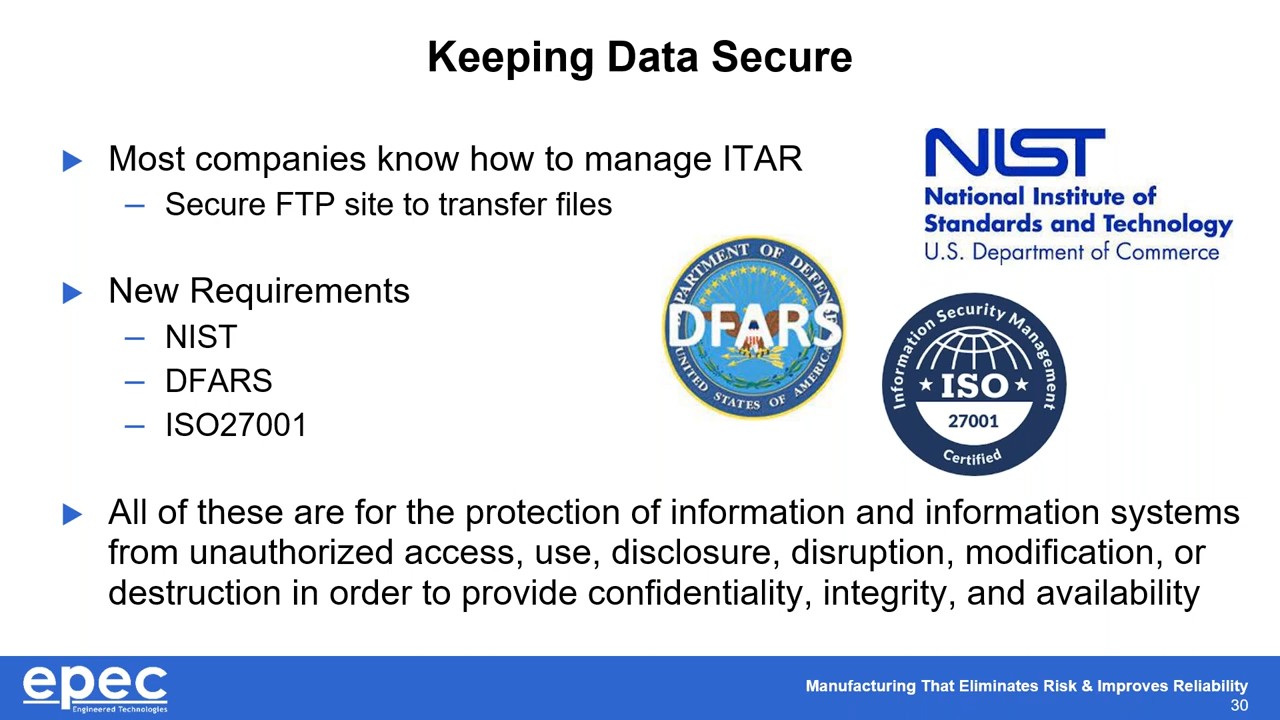 Keeping Data Secure
Most companies know how to manage ITAR
– Secure FTP site to transfer files
New Requirements
– NIST
– DFARS
– ISO27001
NIST
National Institute of
Standards and Technology
U.S. Department of Commerce
DEPARTMENT OF DEFENSE
DFARS
UNITED STATES OF AMERICA
Information Security Management
ISO
27001
Certified
All of these are for the protection of information and information systems
from unauthorized access, use, disclosure, disruption, modification, or
destruction in order to provide confidentiality, integrity, and availability
epec
Engineered Technologies
Manufacturing That Eliminates Risk & Improves Reliability
30